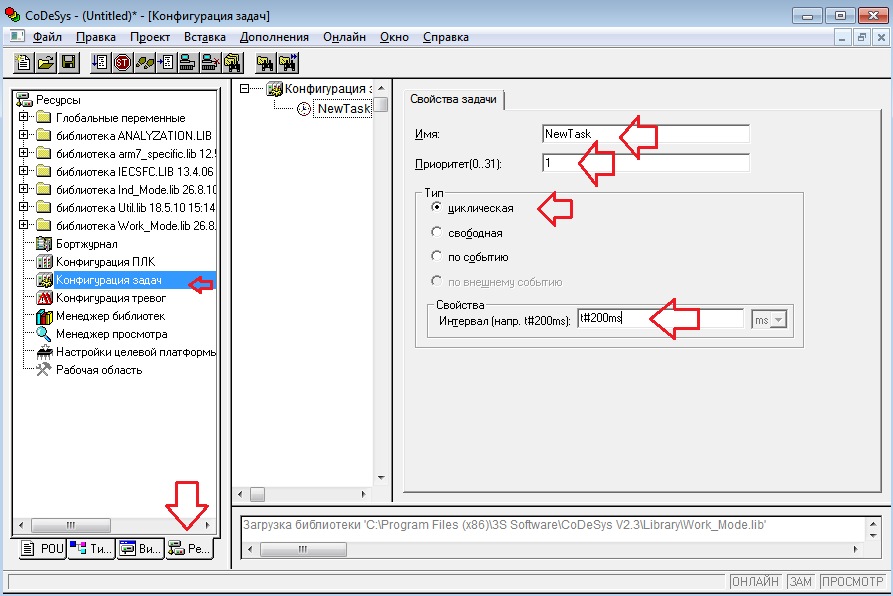 CoDeSys - (Untitled)* - [Конфигурация задач]
Файл Правка Проект Вставка Дополнения Онлайн Окно Справка
Ресурсы
Глобальные переменные
библиотека ANALYZATION.LIB
библиотека arm7_specific.lib 12.5
библиотека IECSFC.LIB 13.4.06
библиотека Ind_Mode.lib 26.8.10
библиотека Util.lib 18.5.10 15:14
библиотека Work_Mode.lib 26.8.
Бортжурнал
Конфигурация ПЛК
Конфигурация задач
Конфигурация тревог
Менеджер библиотек
Менеджер просмотра
Настройки целевой платформы
Рабочая область
POU Ти... Ви... Ре...
Конфигурация з
NewTask
Свойства задачи
Имя: NewTask
Приоритет(0..31): 1
Тип
циклическая
свободная
по событию
по внешнему событию
Свойства
Интервал (напр. t#200ms): t#200ms ms
Загрузка библиотеки 'C:\Program Files (x86)\3S Software\CoDeSys V2.3\Library\Work_Mode.lib'
ОНЛАЙН ЗАМ ПРОСМОТР